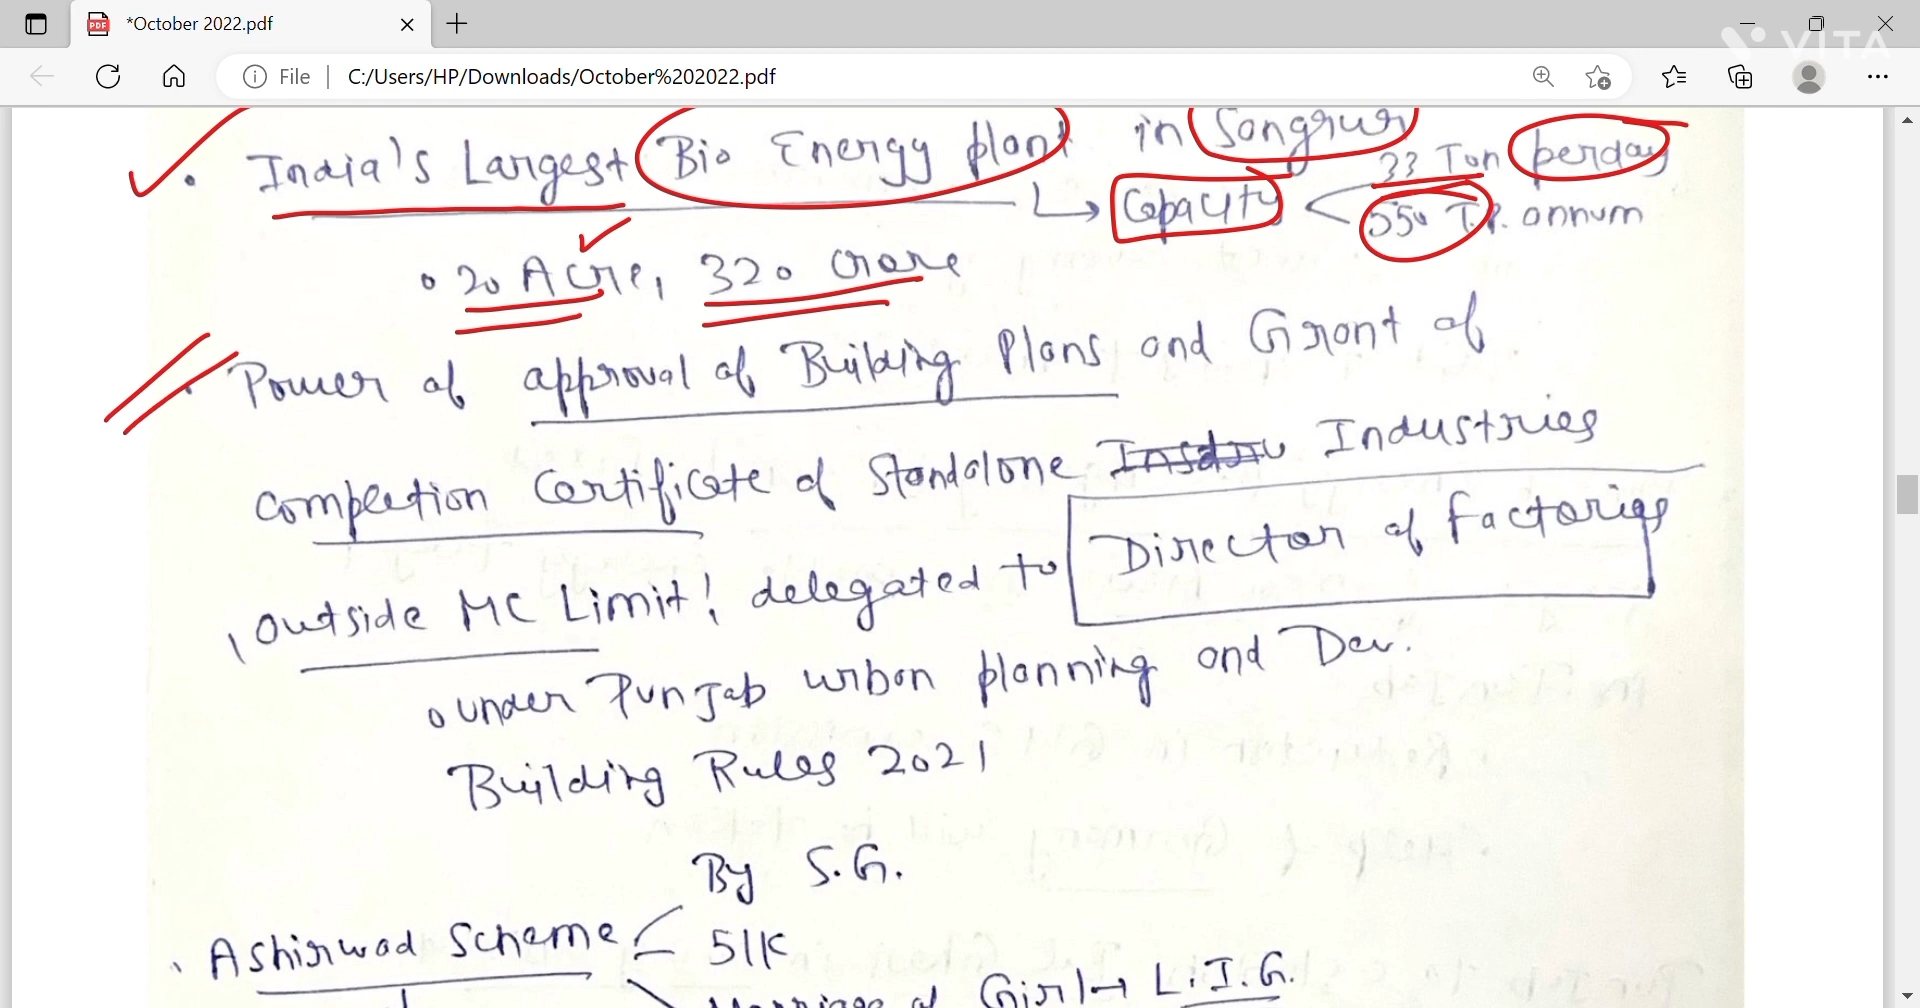 *October 2022.pdf
VITA
File | C:/Users/HP/Downloads/October%202022.pdf
• India's Largest Bio Energy plant in Sangrur
Capacity
33 Ton perday
550 T.P. annum
20 Acre, 320 crore
• Power of approval of Building Plans and Grant of
completion Certificate of Standalone Industries
outside MC Limit! delegated to Director of Factories
under Punjab urban planning and Dev.
Building Rules 2021
By S.G.
• Ashirwad Scheme 51K
Marriage of Girl → L.I.G.